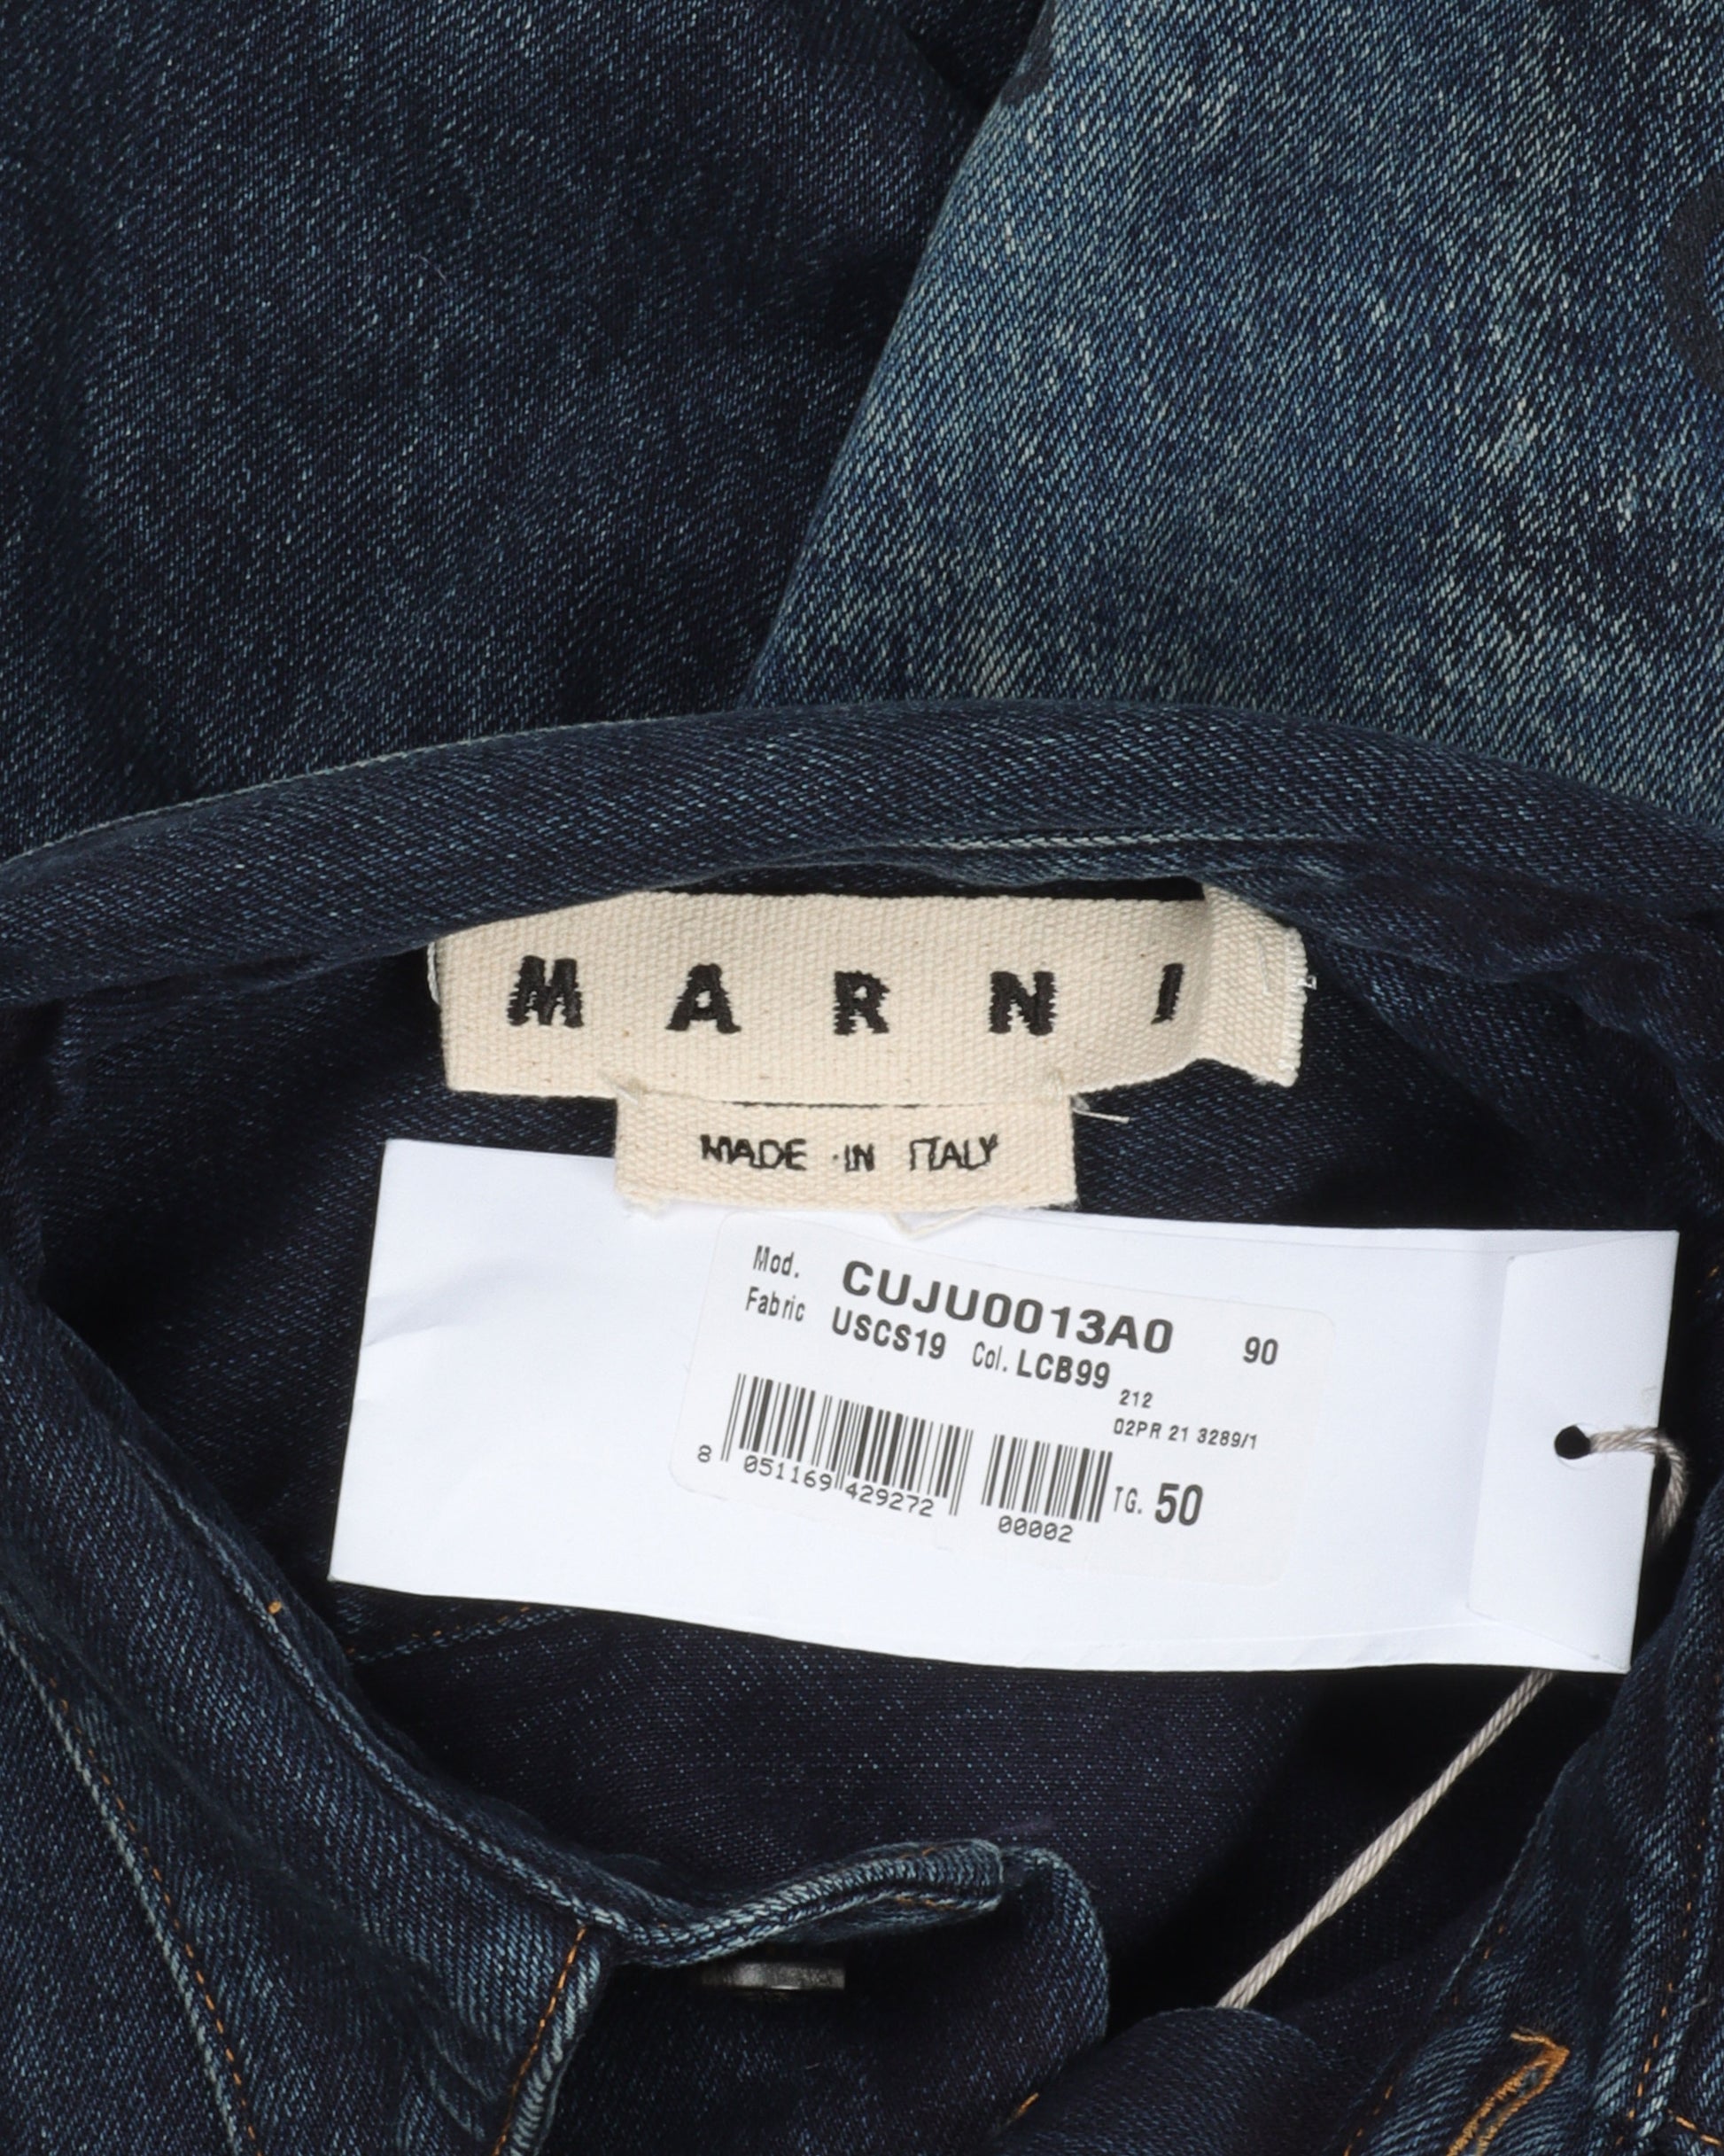 MARNI
MADE IN ITALY
Mod. CUJU0013A0 90
Fabric USCS19 Col. LCB99
212
02PR 21 3289/1
8 051169 429272 00002 TG. 50